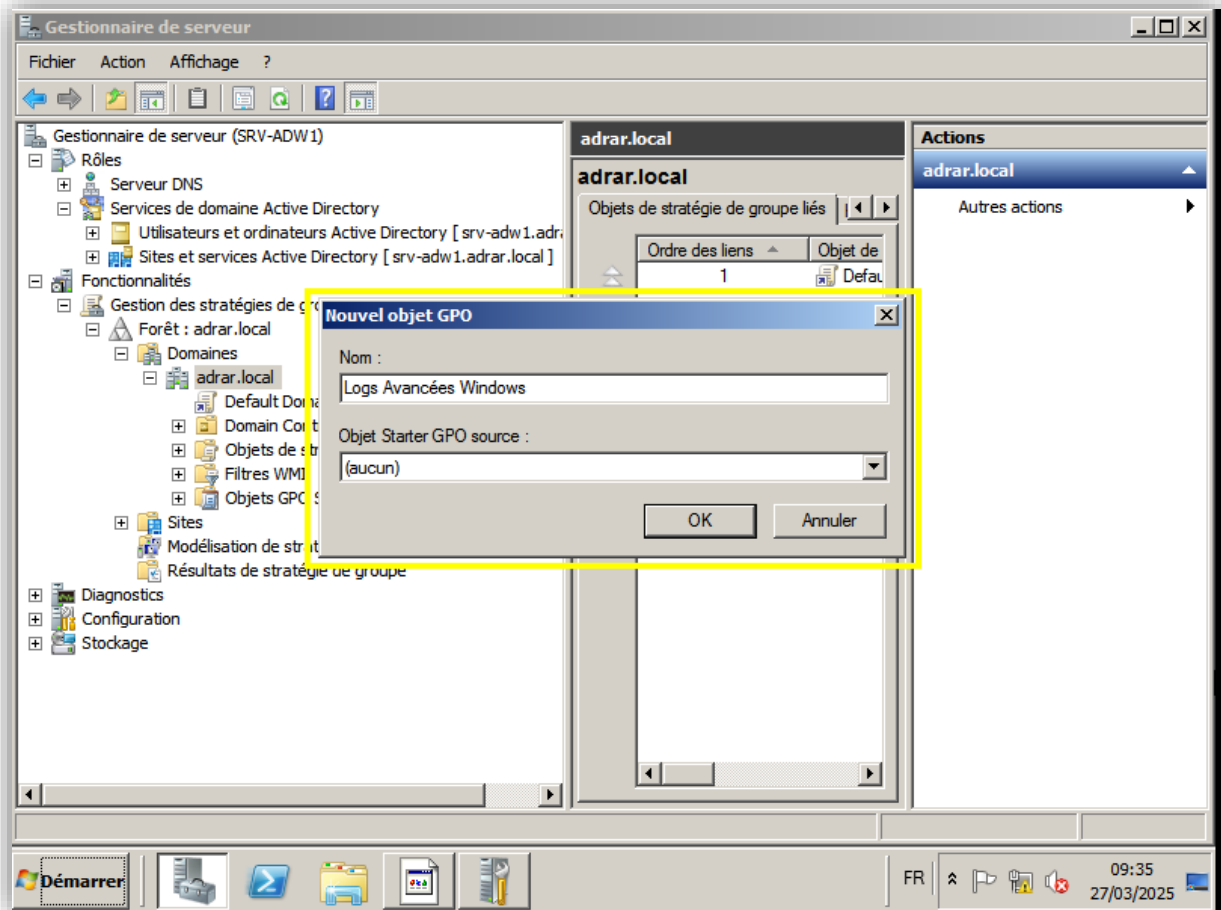 Gestionnaire de serveur
Fichier Action Affichage ?
Gestionnaire de serveur (SRV-ADW1)
Rôles
Serveur DNS
Services de domaine Active Directory
Utilisateurs et ordinateurs Active Directory [ srv-adw1.adra
Sites et services Active Directory [ srv-adw1.adrar.local ]
Fonctionnalités
Gestion des stratégies de gro
Forêt : adrar.local
Domaines
adrar.local
Default Doma
Domain Cont
Objets de str
Filtres WMI
Objets GPO S
Sites
Modélisation de strat
Résultats de stratégie de groupe
Diagnostics
Configuration
Stockage
adrar.local
adrar.local
Objets de stratégie de groupe liés
Ordre des liens Objet de
1 Defau
Actions
adrar.local
Autres actions
Nouvel objet GPO
Nom :
Logs Avancées Windows
Objet Starter GPO source :
(aucun)
OK Annuler
Démarrer
FR
09:35
27/03/2025